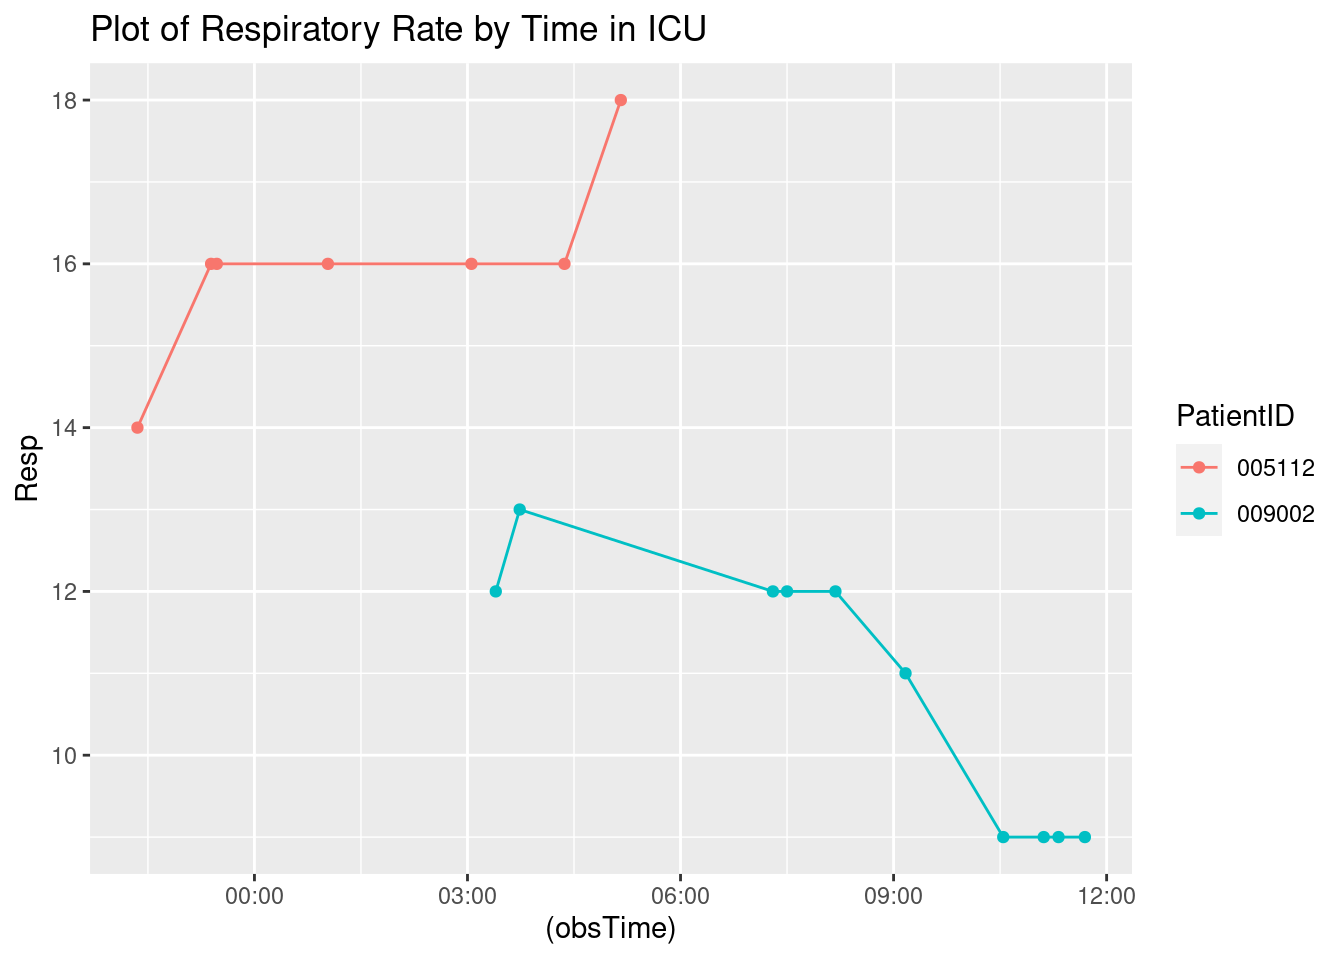 Plot of Respiratory Rate by Time in ICU
18
16
14
12
10
Resp
00:00 03:00 06:00 09:00 12:00
(obsTime)
PatientID
005112
009002